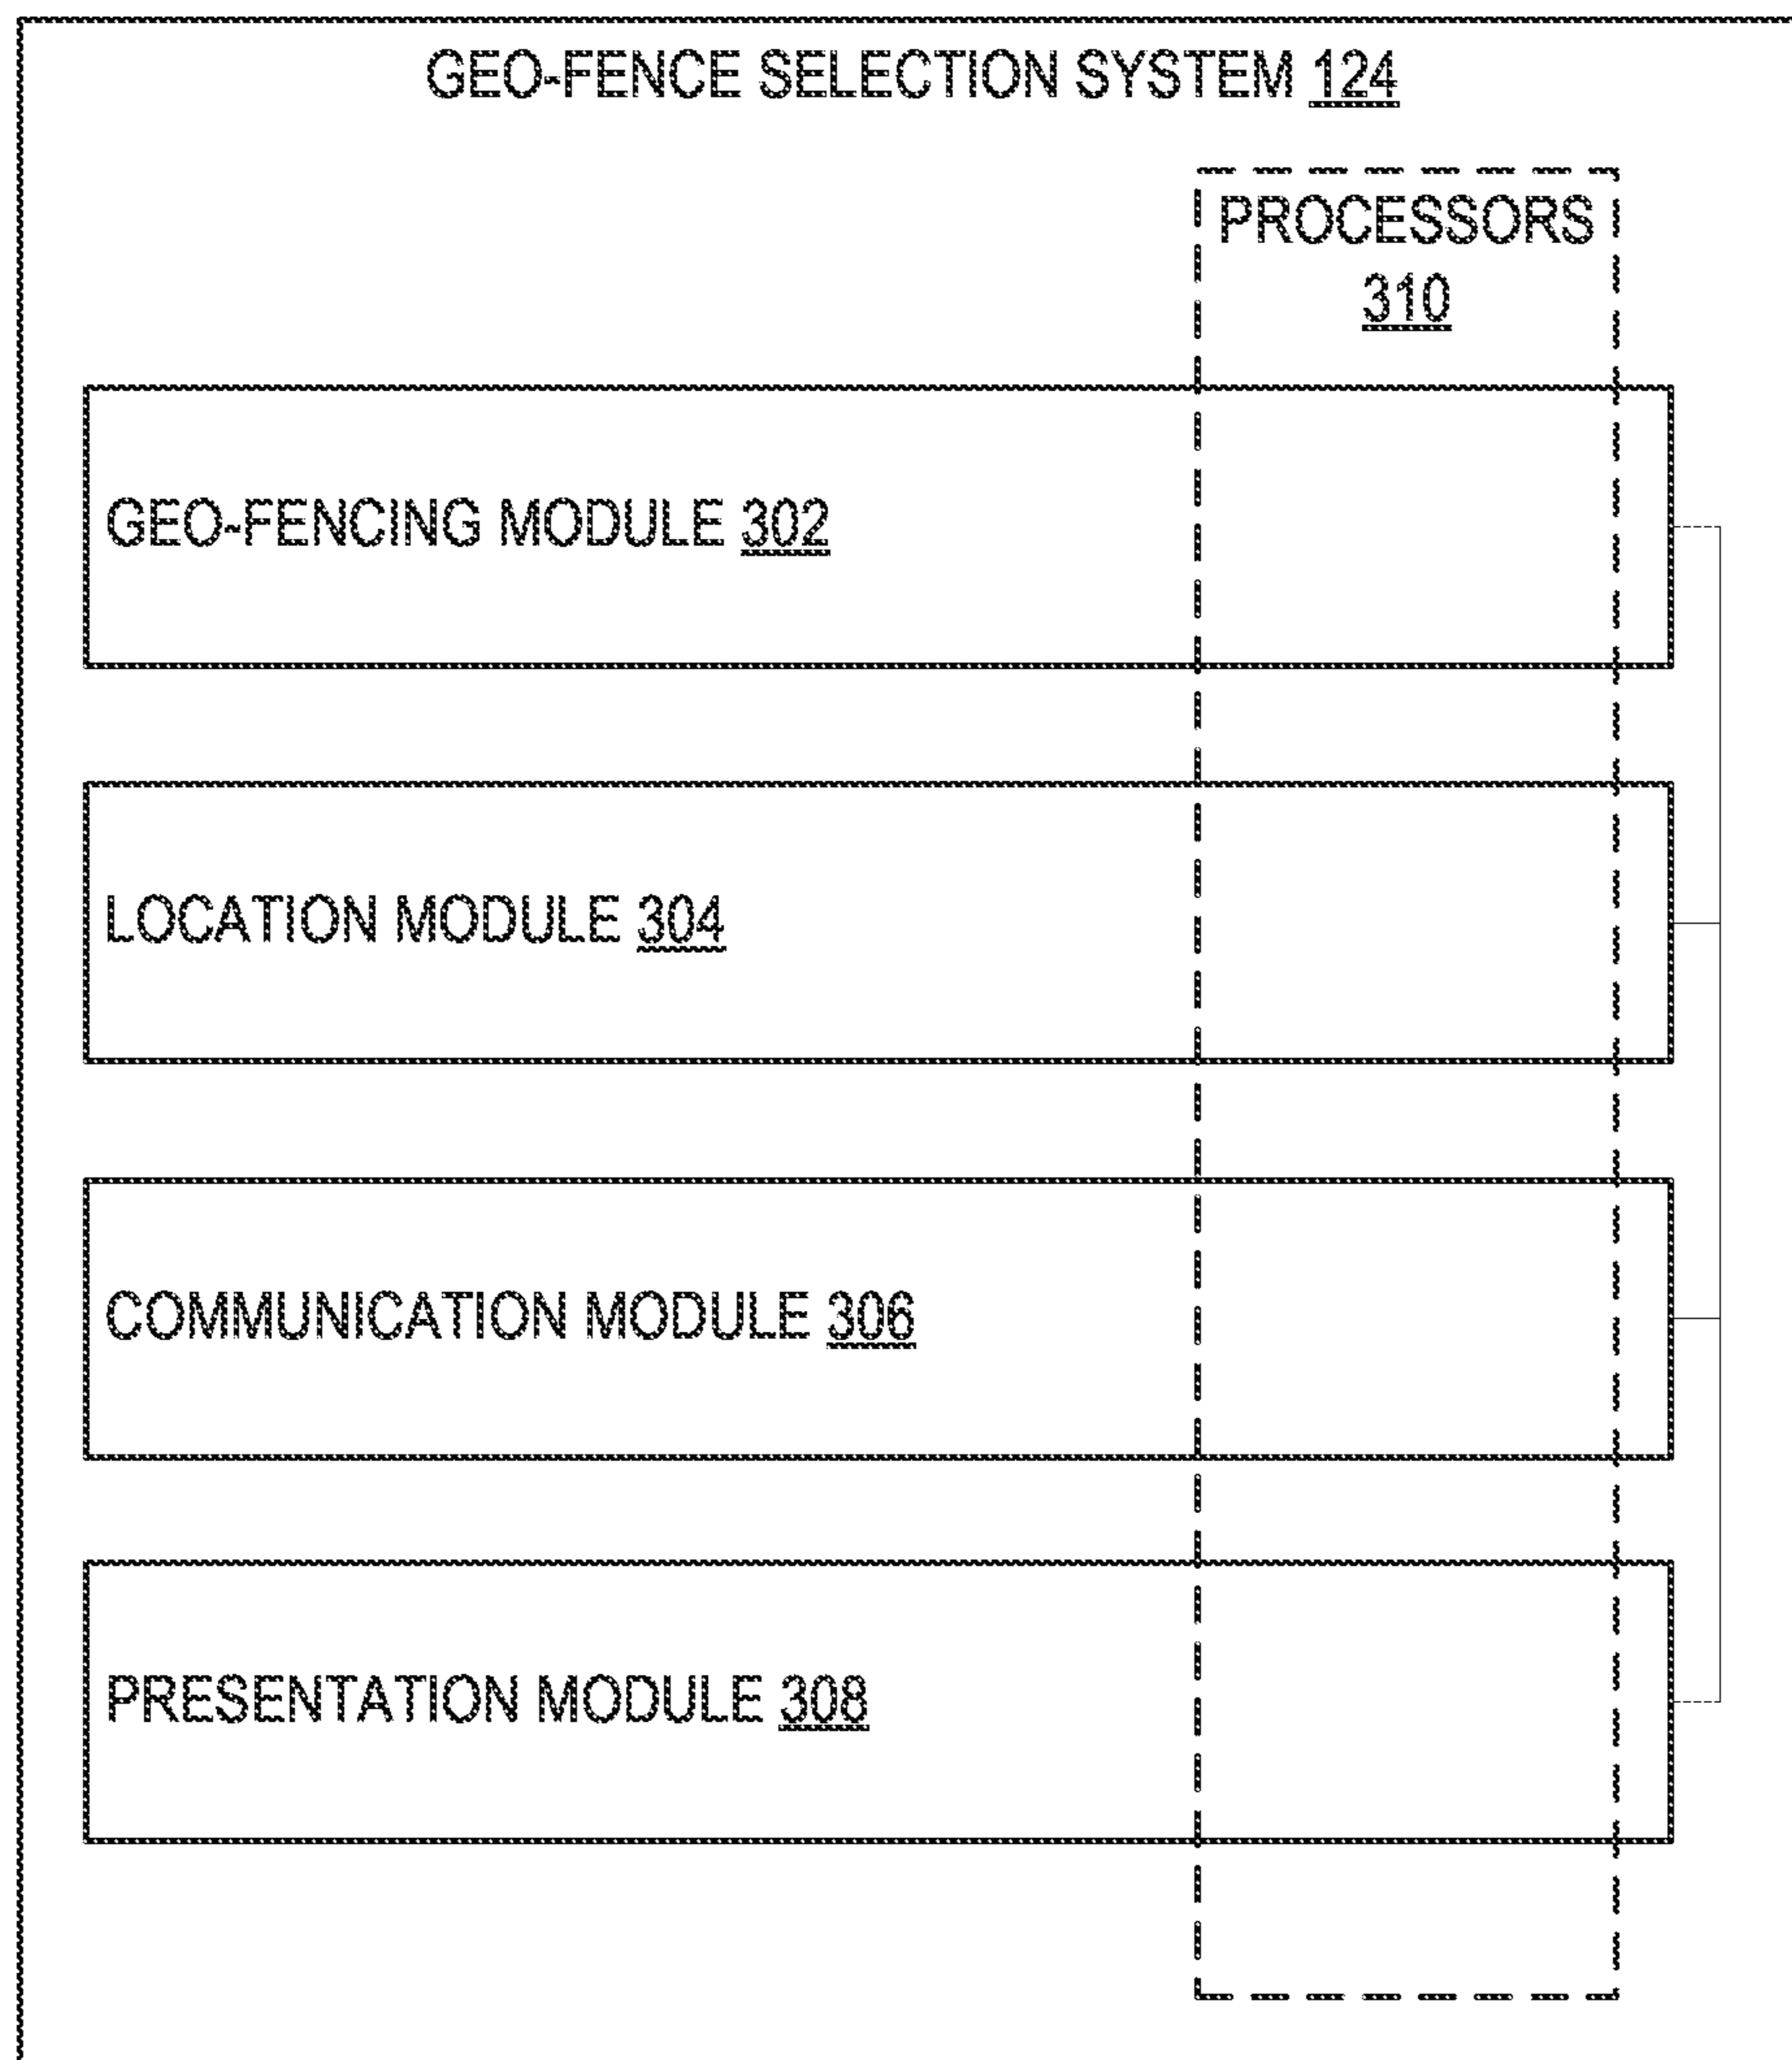 GEO-FENCE SELECTION SYSTEM 124
PROCESSORS
310
GEO-FENCING MODULE 302
LOCATION MODULE 304
COMMUNICATION MODULE 306
PRESENTATION MODULE 308